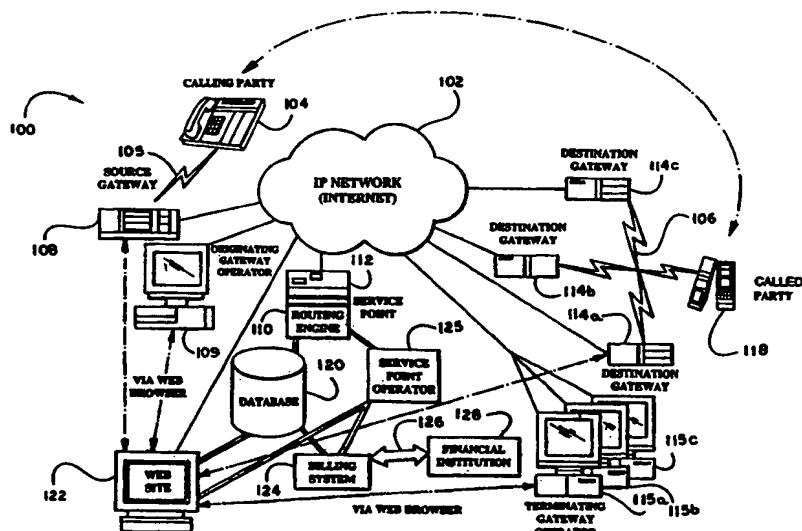 CALLING PARTY
104
102
100
105
SOURCE
GATEWAY
108
IP NETWORK
(INTERNET)
DESTINATION
GATEWAY
114c
106
DESTINATION
GATEWAY
114b
CALLED
PARTY
118
ORIGINATING
GATEWAY
OPERATOR
109
112
SERVICE
POINT
110
ROUTING
ENGINE
125
SERVICE
POINT
OPERATOR
114a
DESTINATION
GATEWAY
VIA WEB
BROWSER
120
DATABASE
126
128
FINANCIAL
INSTITUTION
122
WEB
SITE
124
BILLING
SYSTEM
VIA WEB BROWSER
115c
115b
115a
TERMINATING
GATEWAY
OPERATOR